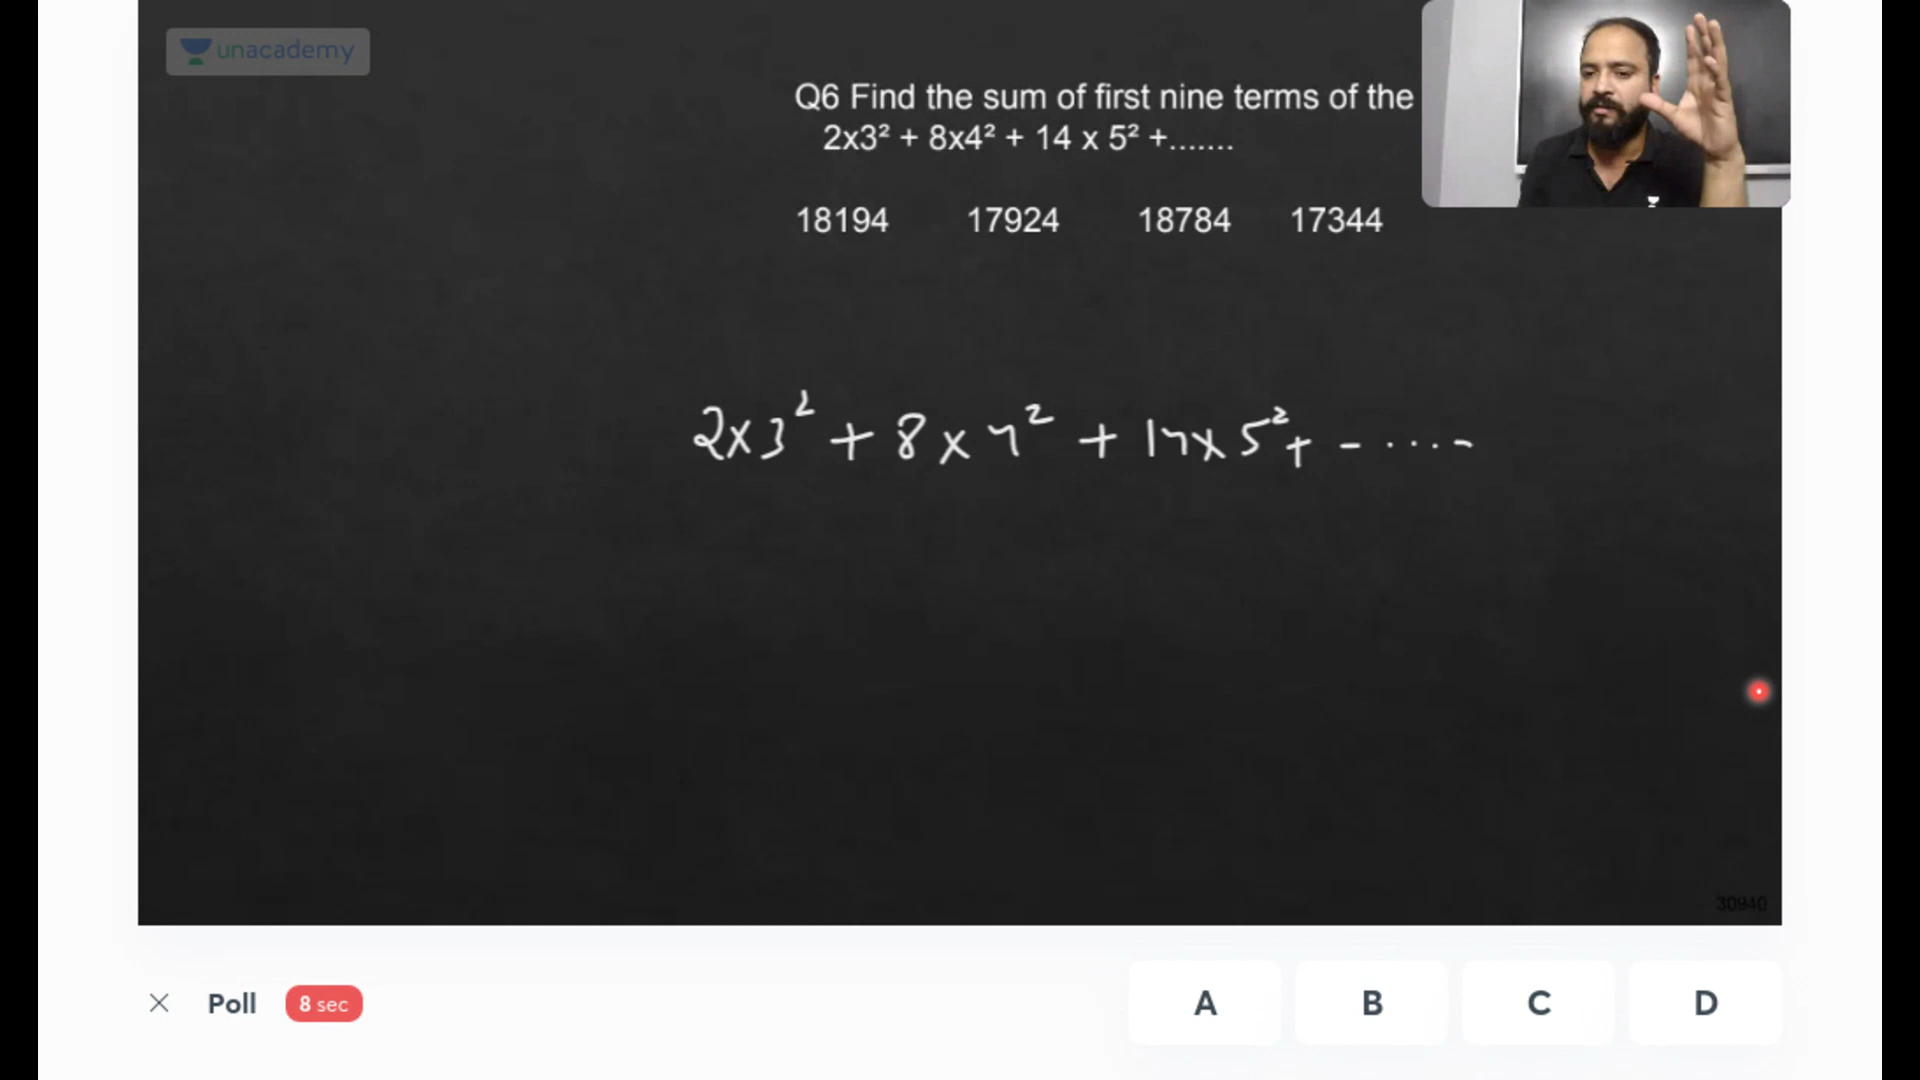 unacademy
Q6 Find the sum of first nine terms of the
2x3² + 8x4² + 14 x 5² +.......
18194 17924 18784 17344
2x3² + 8x4² + 14x5² + - ···· -
30940
Poll 8 sec A B C D